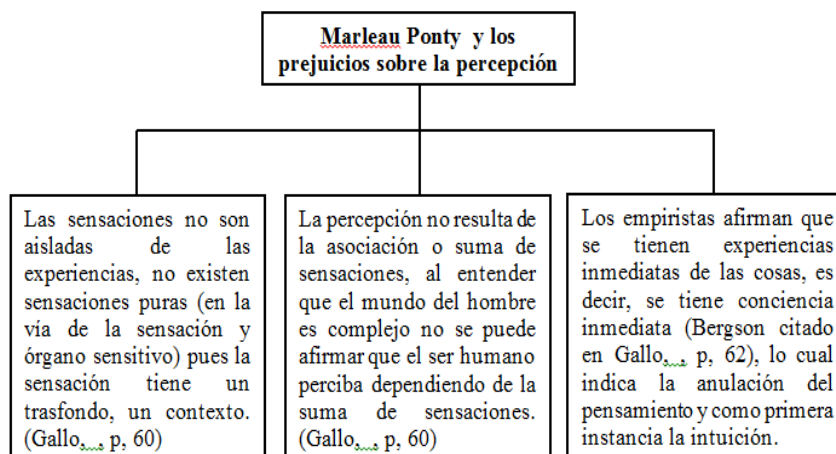 Marleau Ponty y los
prejuicios sobre la percepción
Las sensaciones no son
aisladas de las
experiencias, no existen
sensaciones puras (en la
vía de la sensación y
órgano sensitivo) pues la
sensación tiene un
trasfondo, un contexto.
(Gallo, , p, 60)
La percepción no resulta de
la asociación o suma de
sensaciones, al entender
que el mundo del hombre
es complejo no se puede
afirmar que el ser humano
perciba dependiendo de la
suma de sensaciones.
(Gallo, , p, 60)
Los empiristas afirman que
se tienen experiencias
inmediatas de las cosas, es
decir, se tiene conciencia
inmediata (Bergson citado
en Gallo, , p, 62), lo cual
indica la anulación del
pensamiento y como primera
instancia la intuición.